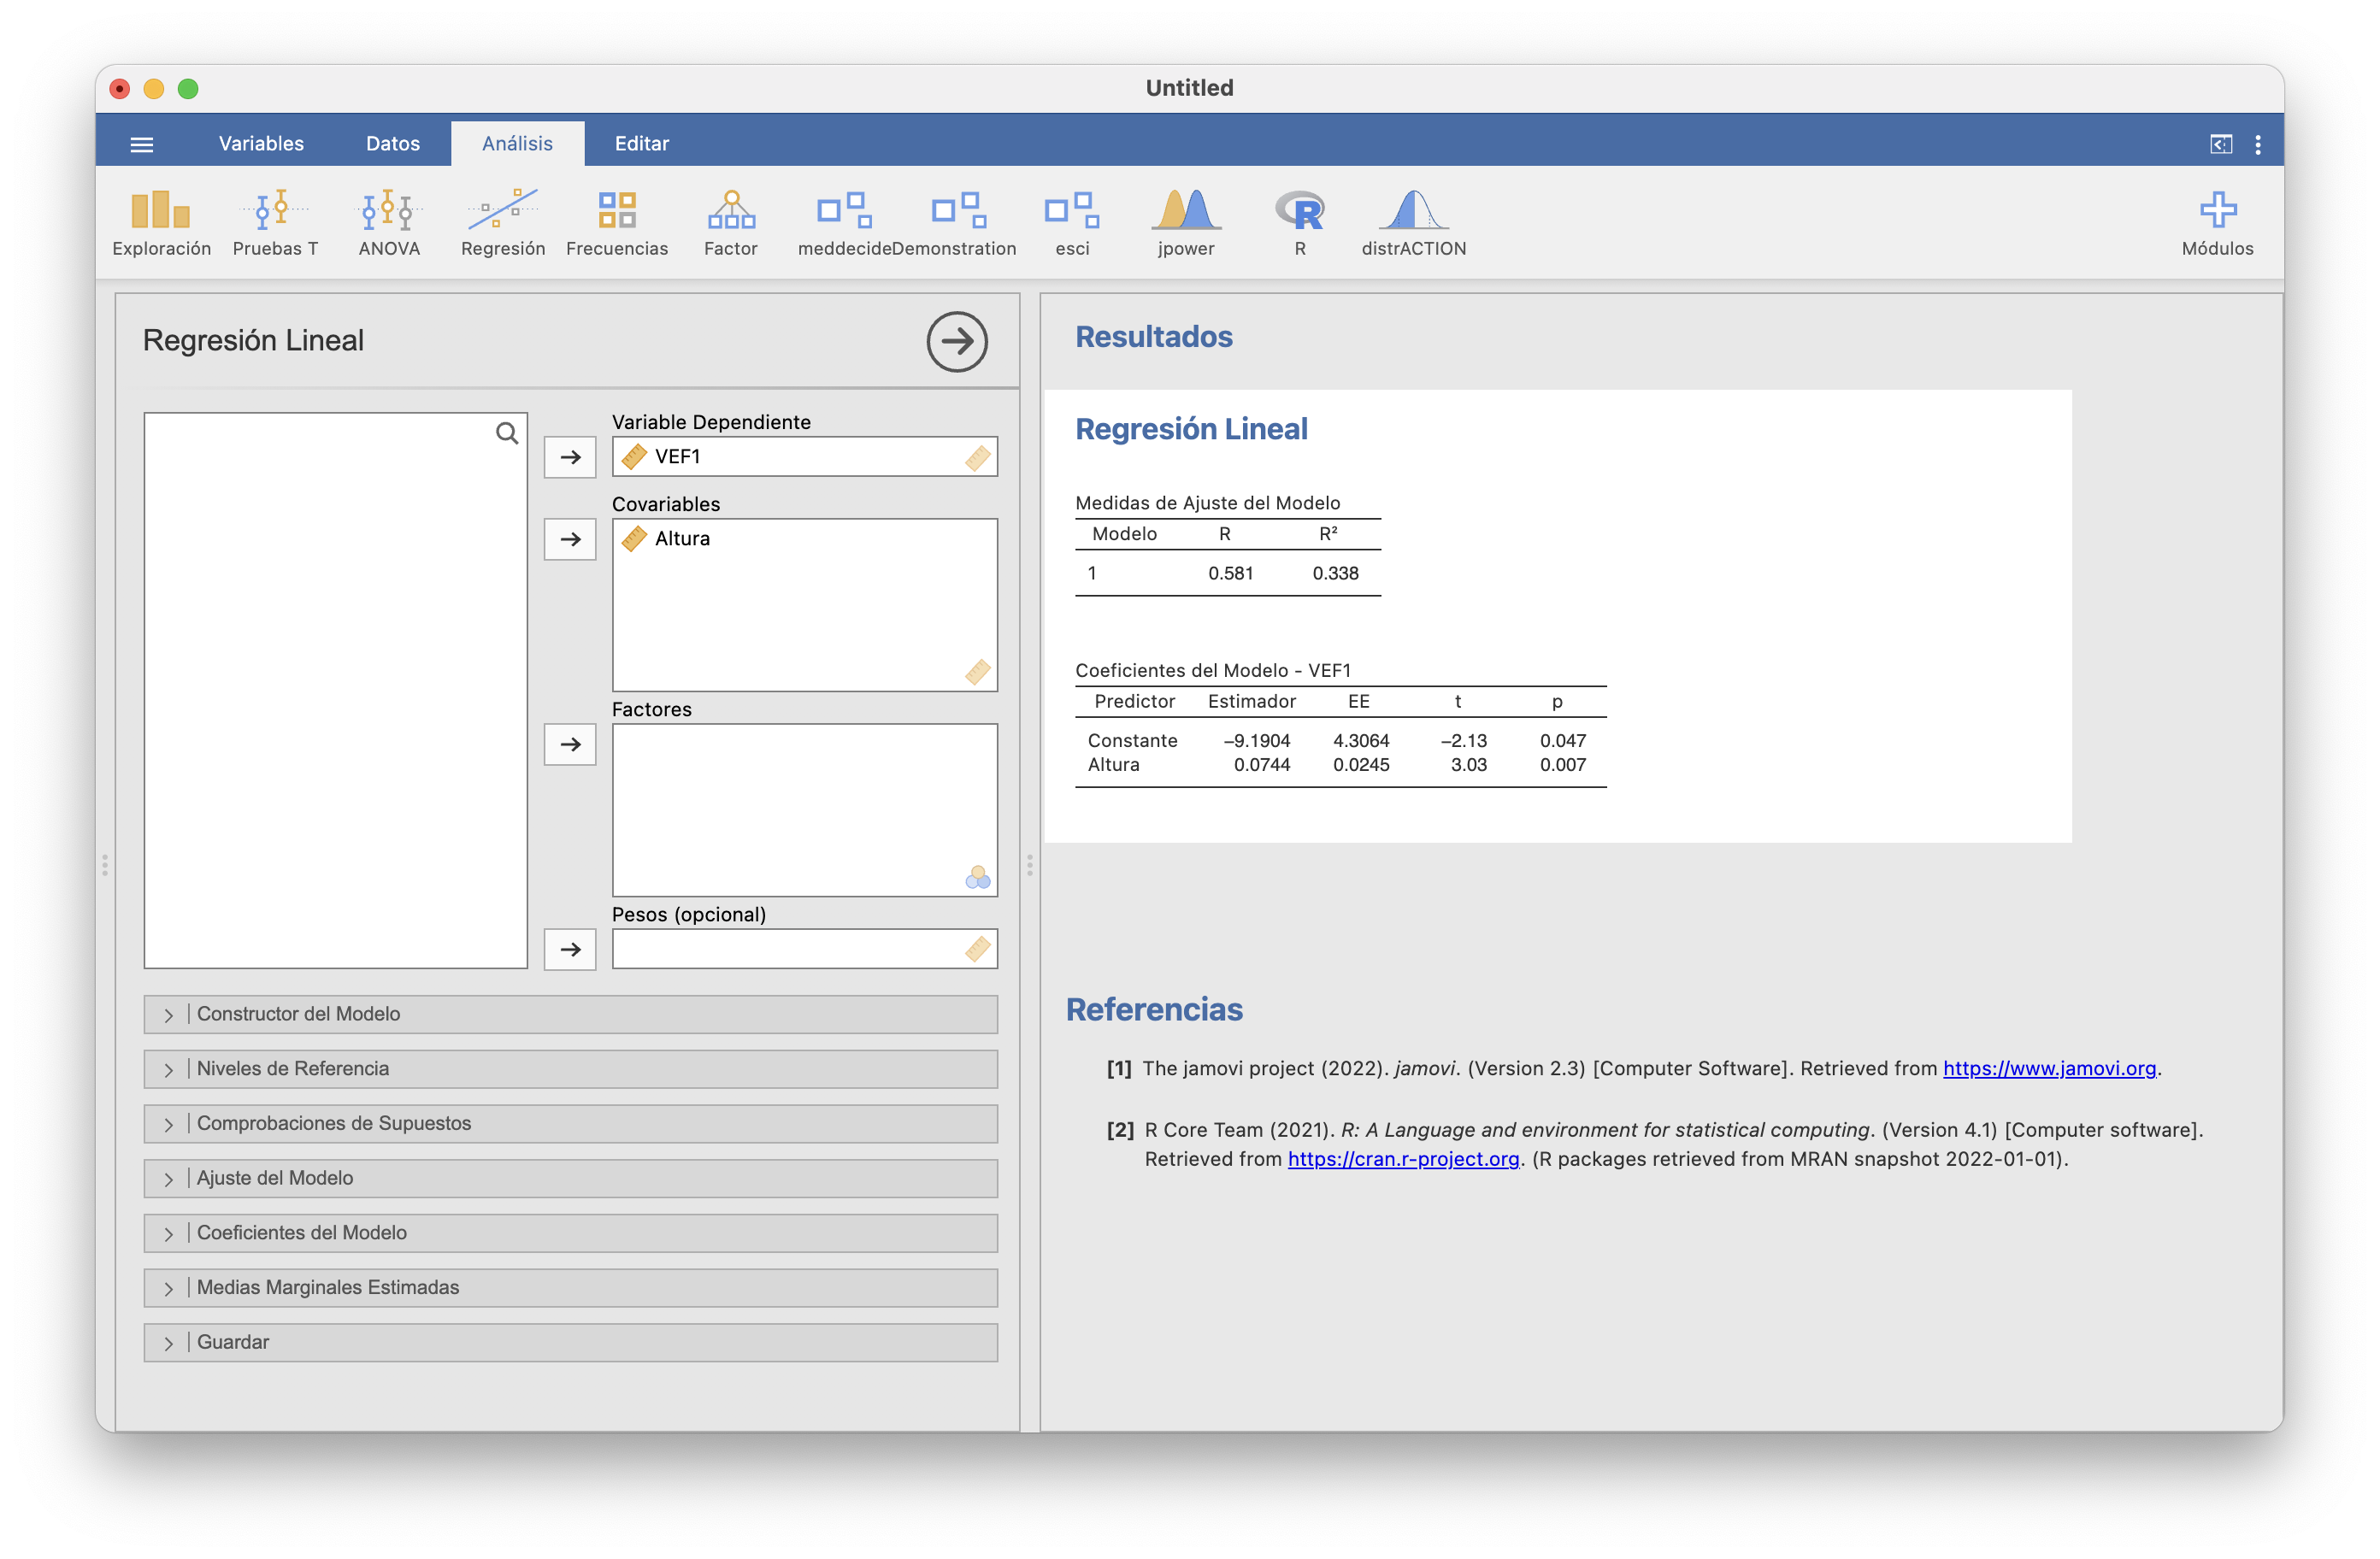 Untitled
Variables Datos Análisis Editar
Exploración Pruebas T ANOVA Regresión Frecuencias Factor meddecide Demonstration esci jpower R distrACTION Módulos
Regresión Lineal
Variable Dependiente
VEF1
Covariables
Altura
Factores
Pesos (opcional)
Constructor del Modelo
Niveles de Referencia
Comprobaciones de Supuestos
Ajuste del Modelo
Coeficientes del Modelo
Medias Marginales Estimadas
Guardar
Resultados
Regresión Lineal
Medidas de Ajuste del Modelo
Modelo R R²
1 0.581 0.338
Coeficientes del Modelo - VEF1
Predictor Estimador EE t p
Constante –9.1904 4.3064 –2.13 0.047
Altura 0.0744 0.0245 3.03 0.007
Referencias
[1] The jamovi project (2022). jamovi. (Version 2.3) [Computer Software]. Retrieved from https://www.jamovi.org.
[2] R Core Team (2021). R: A Language and environment for statistical computing. (Version 4.1) [Computer software].
Retrieved from https://cran.r-project.org. (R packages retrieved from MRAN snapshot 2022-01-01).